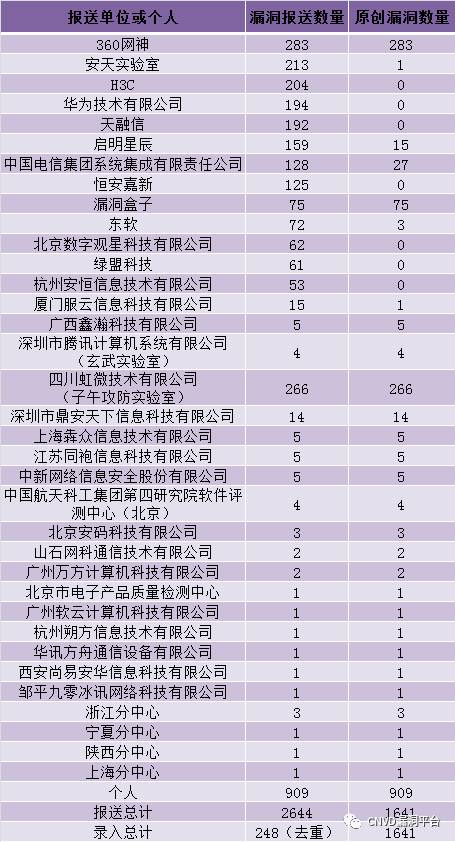 报送单位或个人 漏洞报送数量 原创漏洞数量
360网神 283 283
安天实验室 213 1
H3C 204 0
华为技术有限公司 194 0
天融信 192 0
启明星辰 159 15
中国电信集团系统集成有限责任公司 128 27
恒安嘉新 125 0
漏洞盒子 75 75
东软 72 3
北京数字观星科技有限公司 62 0
绿盟科技 61 0
杭州安恒信息技术有限公司 53 0
厦门服云信息科技有限公司 15 1
广西鑫瀚科技有限公司 5 5
深圳市腾讯计算机系统有限公司
（玄武实验室） 4 4
四川虹微技术有限公司
（子午攻防实验室） 266 266
深圳市鼎安天下信息科技有限公司 14 14
上海犇众信息技术有限公司 5 5
江苏同袍信息科技有限公司 5 5
中新网络信息安全股份有限公司 5 5
中国航天科工集团第四研究院软件评
测中心（北京） 4 4
北京安码科技有限公司 3 3
山石网科通信技术有限公司 2 2
广州万方计算机科技有限公司 2 2
北京市电子产品质量检测中心 1 1
广州软云计算机科技有限公司 1 1
杭州朔方信息技术有限公司 1 1
华讯方舟通信设备有限公司 1 1
西安尚易安华信息科技有限公司 1 1
邹平九零冰讯网络科技有限公司 1 1
浙江分中心 3 3
宁夏分中心 1 1
陕西分中心 1 1
上海分中心 1 1
个人 909 909
报送总计 2644 1641
录入总计 248（去重） 1641
CNVD漏洞平台